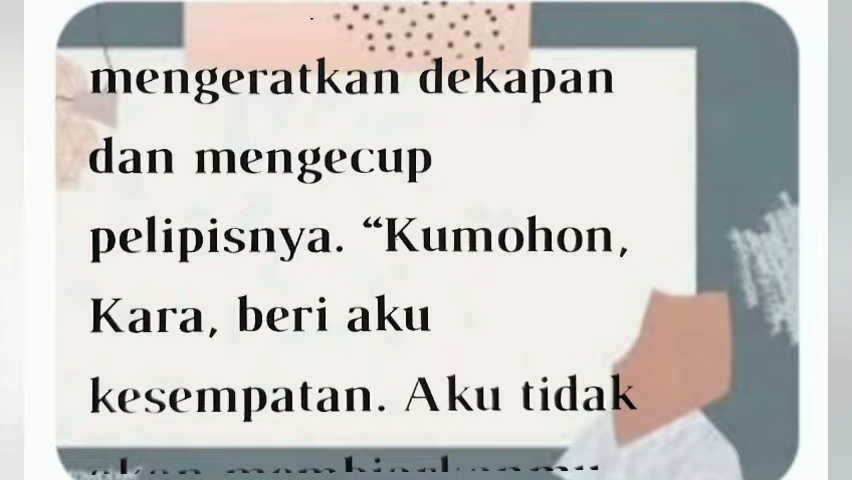 mengeratkan dekapan
dan mengecup
pelipisnya. “Kumohon,
Kara, beri aku
kesempatan. Aku tidak